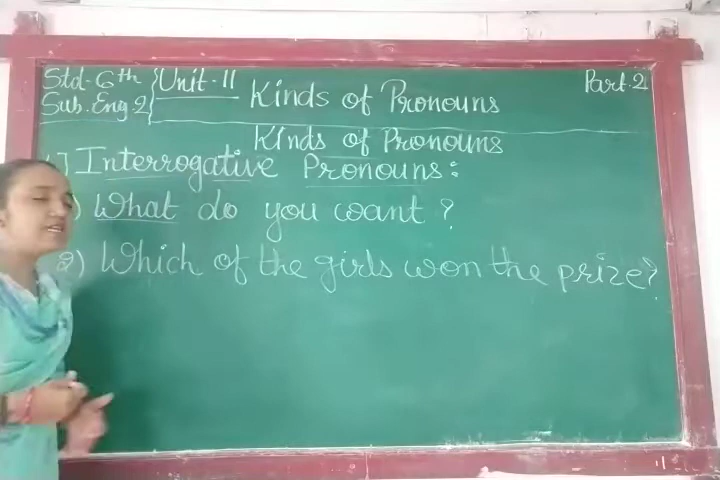 Std-6th Unit-11 Kinds of Pronouns Part.2
Sub.Eng.2
Kinds of Pronouns
] Interrogative Pronouns:
) What do you want?
2) Which of the girls won the prize?